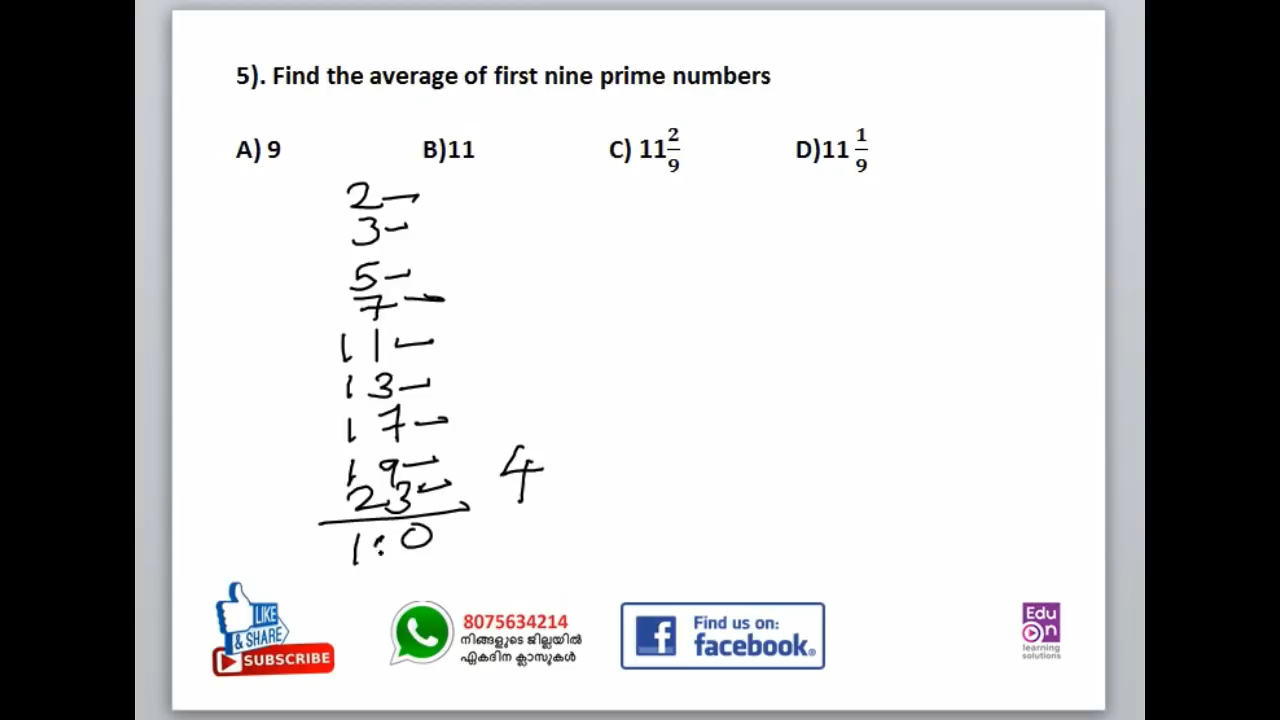 5). Find the average of first nine prime numbers
A) 9 B)11 C) 11 2/9 D)11 1/9
2
3
5
7
11
13
17
19
23
4
LIKE
& SHARE
SUBSCRIBE
8075634214
നിങ്ങളുടെ ജില്ലയിൽ
ഏകദിന ക്ലാസുകൾ
f Find us on:
facebook®
Edu
On
learning
solutions